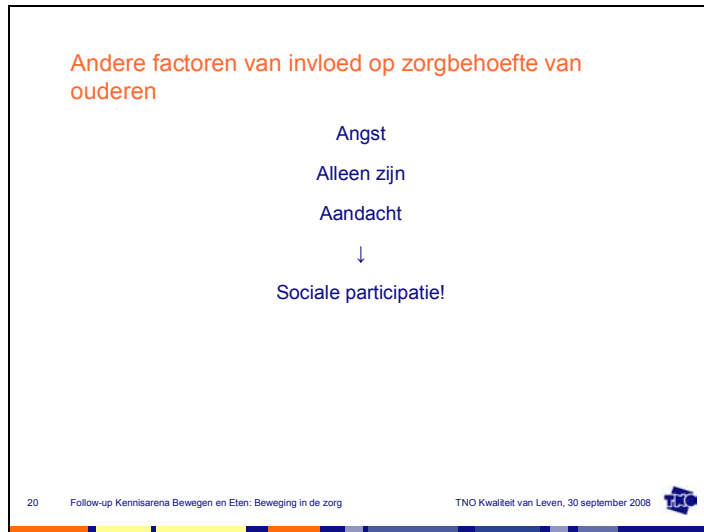 Andere factoren van invloed op zorgbehoefte van
ouderen
Angst
Alleen zijn
Aandacht
↓
Sociale participatie!
20 Follow-up Kennisarena Bewegen en Eten: Beweging in de zorg TNO Kwaliteit van Leven, 30 september 2008 TNO